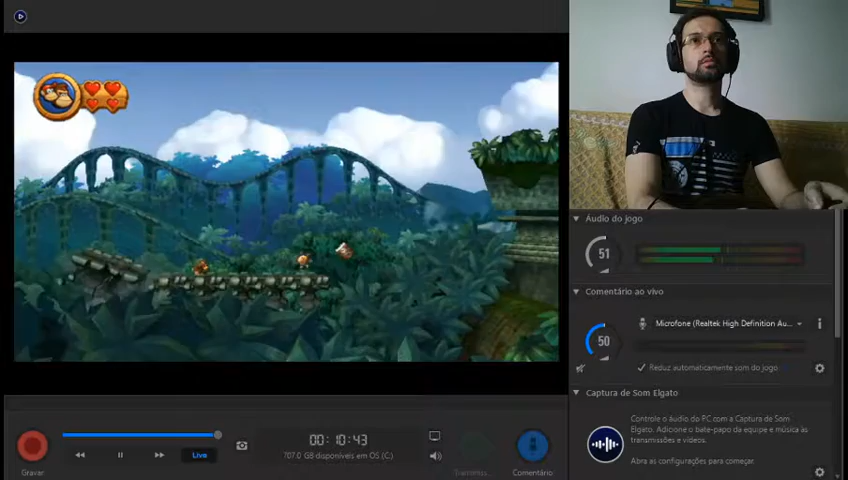 Áudio do jogo
51
Comentário ao vivo
Microfone (Realtek High Definition Au...
50
Reduz automaticamente som do jogo
Captura de Som Elgato
Controle o áudio do PC com a Captura de Som
Elgato. Adicione o bate-papo da equipe e música às
transmissões e vídeos.
Abra as configurações para começar.
Live
00:10:43
707.0 GB disponíveis em OS (C:)
Gravar
Transmitir...
Comentário